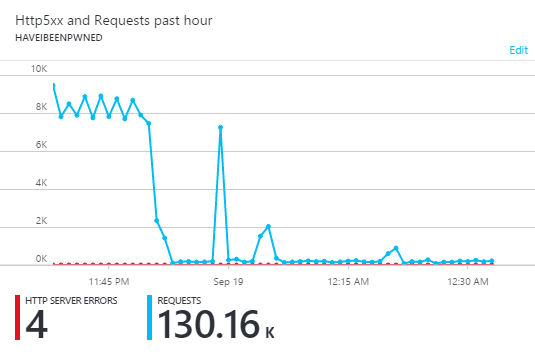 Http5xx and Requests past hour
HAVEIBEENPWNED
Edit
10K
8K
6K
4K
2K
0K
11:45 PM Sep 19 12:15 AM 12:30 AM
HTTP SERVER ERRORS REQUESTS
4 130.16 K